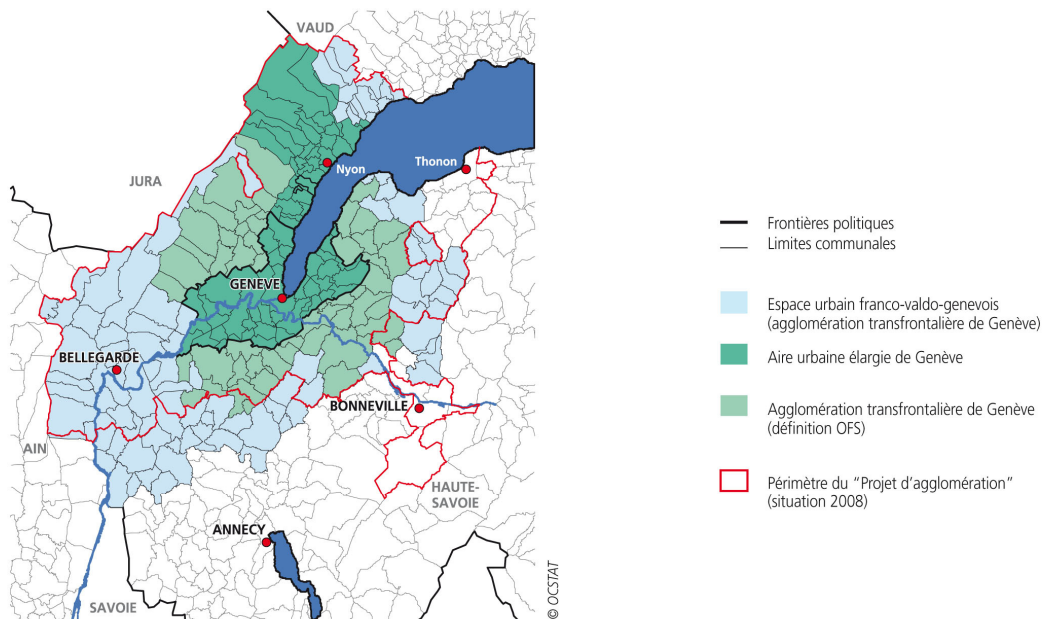 VAUD
JURA
Nyon
Thonon
GENEVE
BELLEGARDE
BONNEVILLE
AIN
HAUTE-
SAVOIE
ANNECY
SAVOIE
© OCSTAT
Frontières politiques
Limites communales
Espace urbain franco-valdo-genevois
(agglomération transfrontalière de Genève)
Aire urbaine élargie de Genève
Agglomération transfrontalière de Genève
(définition OFS)
Périmètre du “Projet d’agglomération”
(situation 2008)